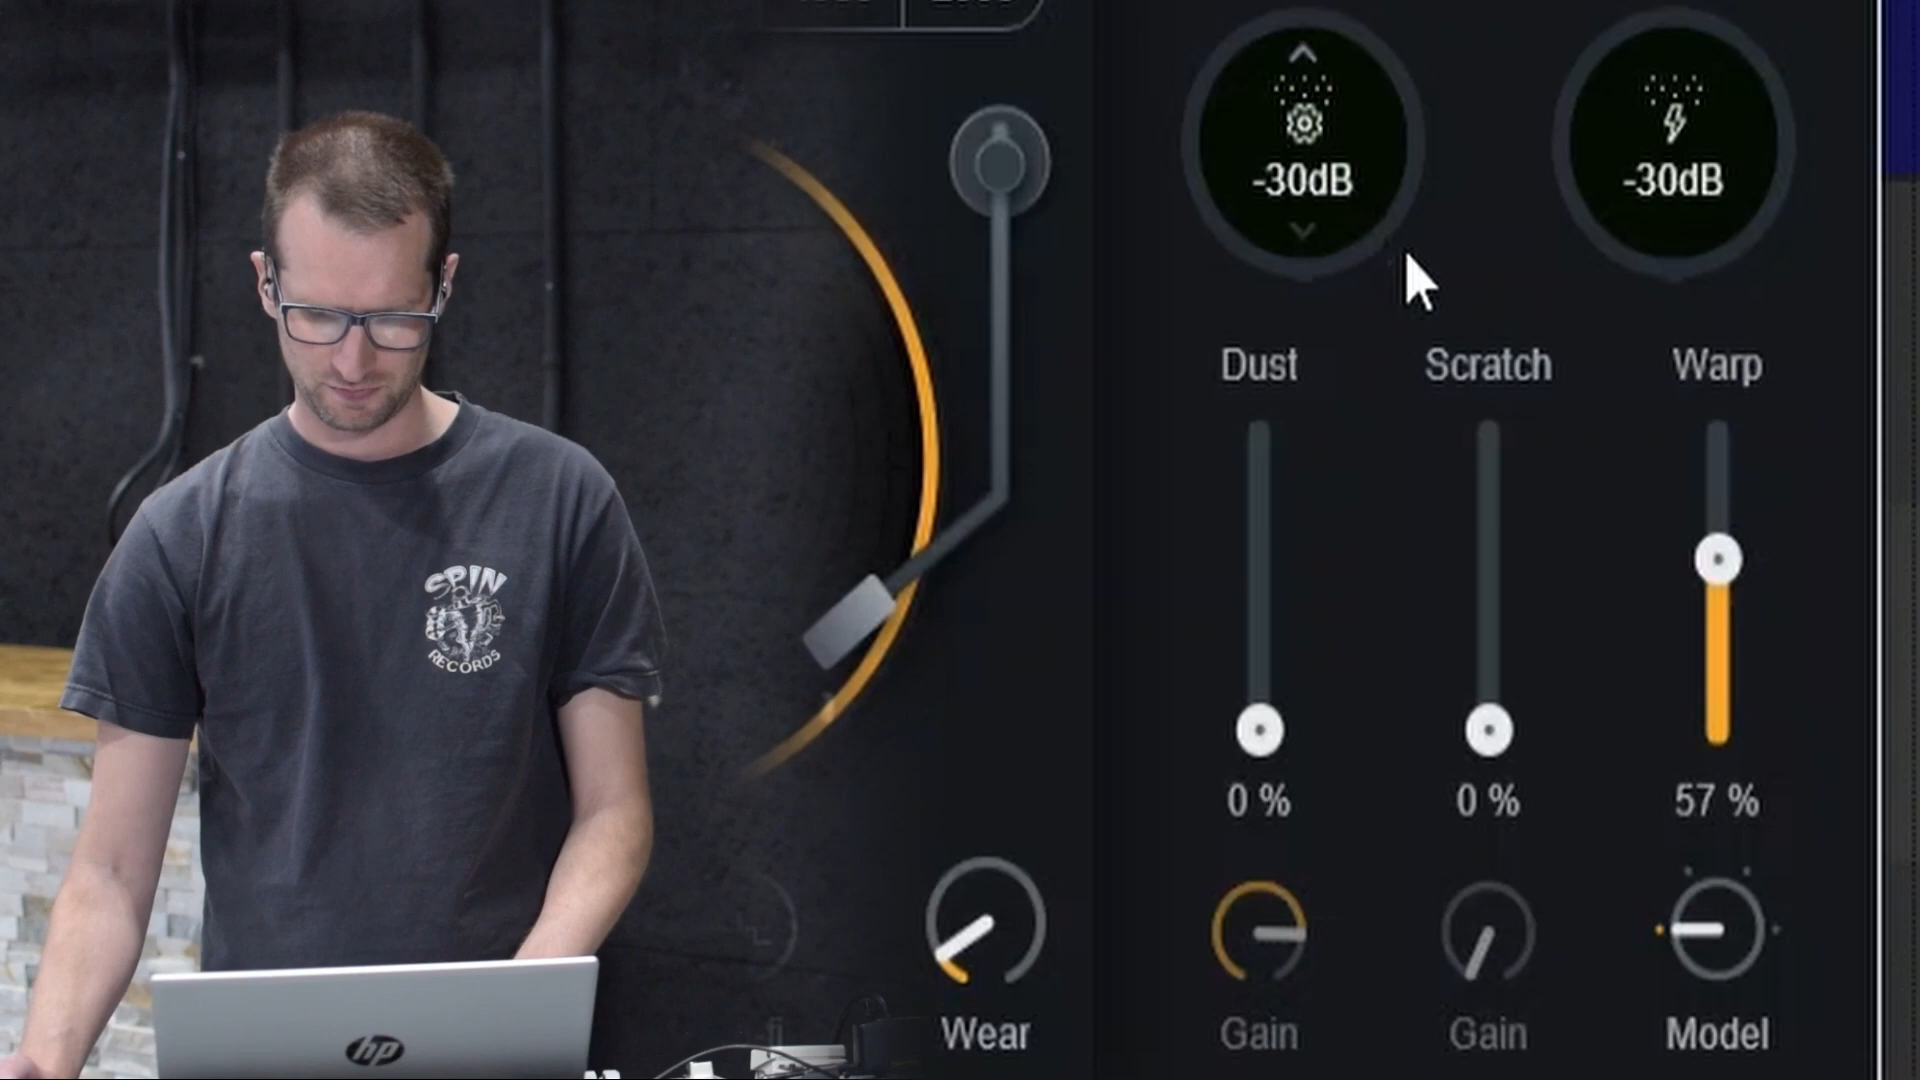 -30dB
-30dB
Dust
Scratch
Warp
0 %
0 %
57 %
Wear
Gain
Gain
Model
SPIN
RECORDS
hp